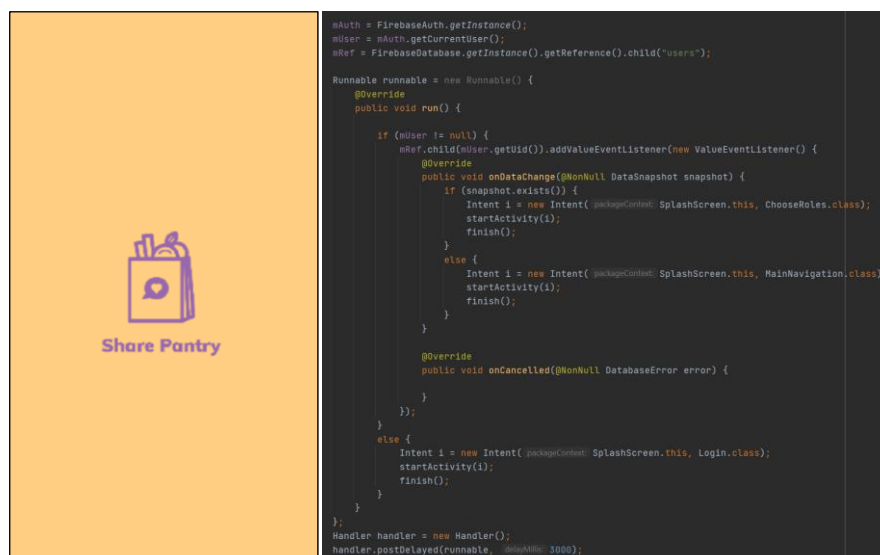 Share Pantry
mAuth = FirebaseAuth.getInstance();
mUser = mAuth.getCurrentUser();
mRef = FirebaseDatabase.getInstance().getReference().child("users");
Runnable runnable = new Runnable() {
@Override
public void run() {
if (mUser != null) {
mRef.child(mUser.getUid()).addValueEventListener(new ValueEventListener() {
@Override
public void onDataChange(@NonNull DataSnapshot snapshot) {
if (snapshot.exists()) {
Intent i = new Intent( packageContext: SplashScreen.this, ChooseRoles.class);
startActivity(i);
finish();
}
else {
Intent i = new Intent( packageContext: SplashScreen.this, MainNavigation.class)
startActivity(i);
finish();
}
}
@Override
public void onCancelled(@NonNull DatabaseError error) {
}
});
}
else {
Intent i = new Intent( packageContext: SplashScreen.this, Login.class);
startActivity(i);
finish();
}
}
};
Handler handler = new Handler();
handler.postDelayed(runnable, delayMillis: 3000);